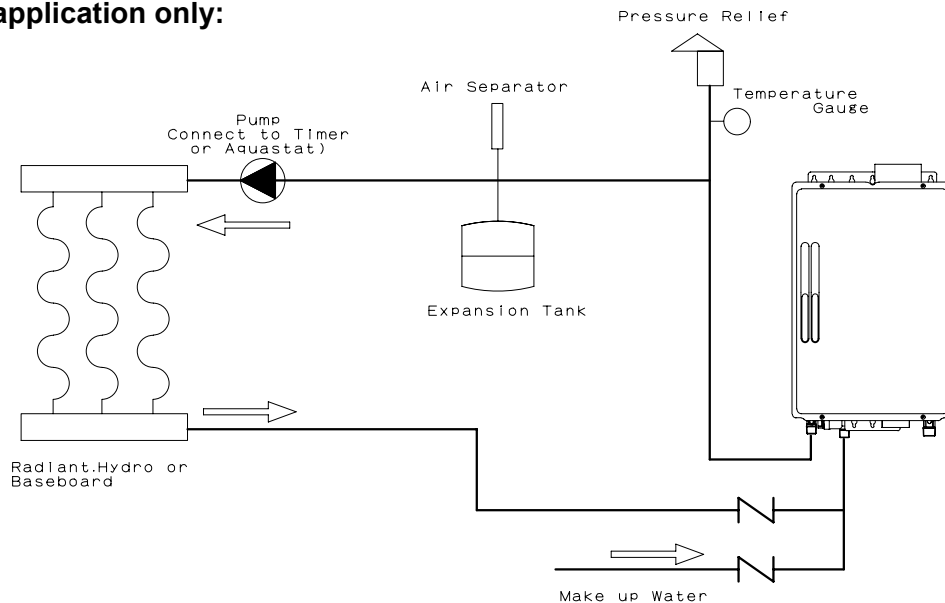 application only:
Pressure Relief
Air Separator
Temperature
Gauge
Pump
Connect to Timer
or Aquastat)
Expansion Tank
Radiant.Hydro or
Baseboard
Make up Water